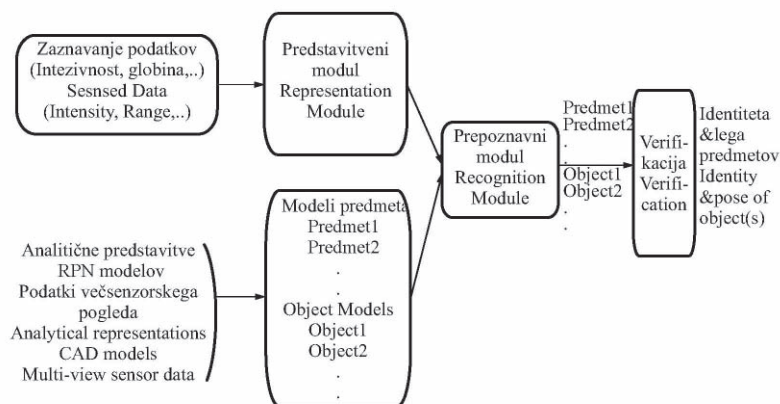 Zaznavanje podatkov
(Intezivnost, globina,..)
Sesnsed Data
(Intensity, Range,..)
Predstavitveni
modul
Representation
Module
Prepoznavni
modul
Recognition
Module
Predmet1
Predmet2
.
.
Object1
Object2
.
.
Verifi-
kacija
Verifi-
cation
Identiteta
&lega
predmetov
Identity
&pose of
object(s)
Analitične predstavitve
RPN modelov
Podatki večsenzorskega
pogleda
Analytical representations
CAD models
Multi-view sensor data
Modeli predmeta
Predmet1
Predmet2
.
.
Object Models
Object1
Object2
.
.